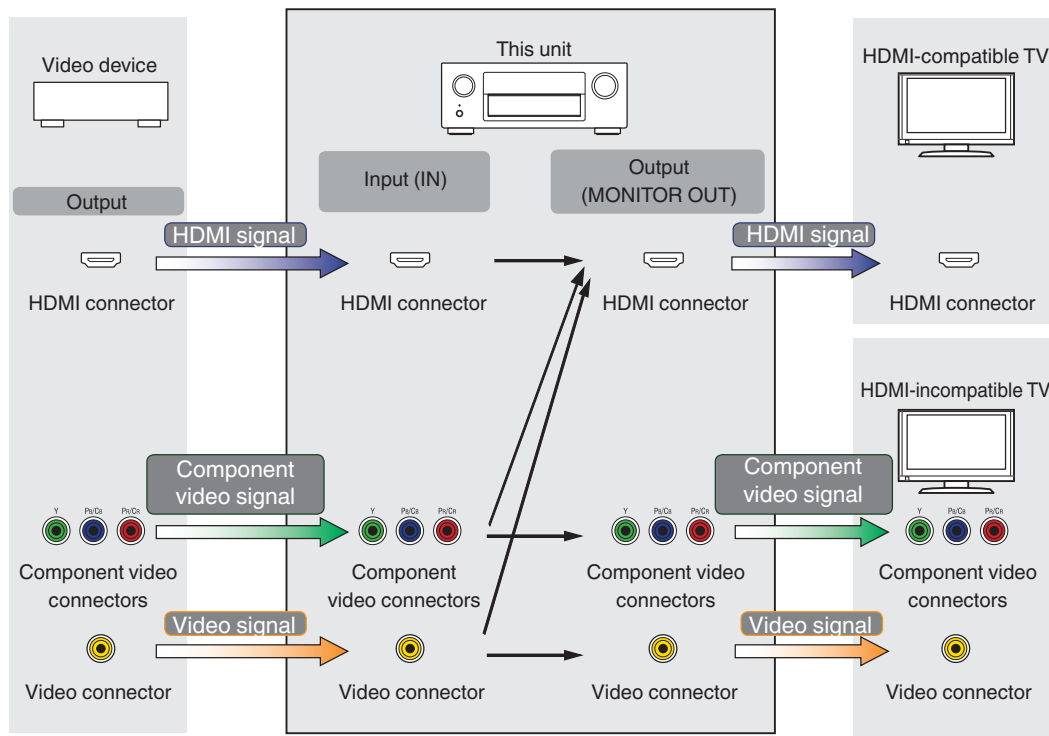 Video device
This unit
HDMI-compatible TV
Output
Input (IN)
Output
(MONITOR OUT)
HDMI signal
HDMI signal
HDMI connector
HDMI connector
HDMI connector
HDMI connector
HDMI-incompatible TV
Component
video signal
Component
video signal
Y PB/CB PR/CR
Y PB/CB PR/CR
Y PB/CB PR/CR
Y PB/CB PR/CR
Component video
connectors
Component
video connectors
Component video
connectors
Component video
connectors
Video signal
Video signal
Video connector
Video connector
Video connector
Video connector